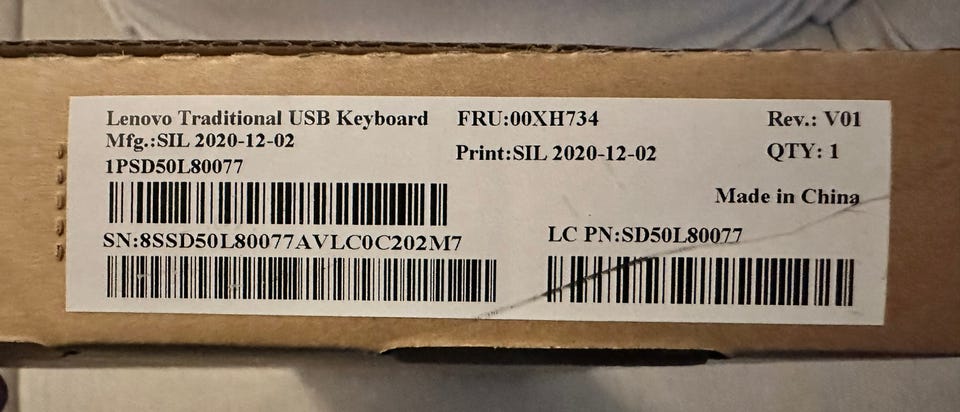 Lenovo Traditional USB Keyboard FRU:00XH734 Rev.: V01
Mfg.:SIL 2020-12-02 Print:SIL 2020-12-02 QTY: 1
1PSD50L80077
Made in China
SN:8SSD50L80077AVLC0C202M7 LC PN:SD50L80077